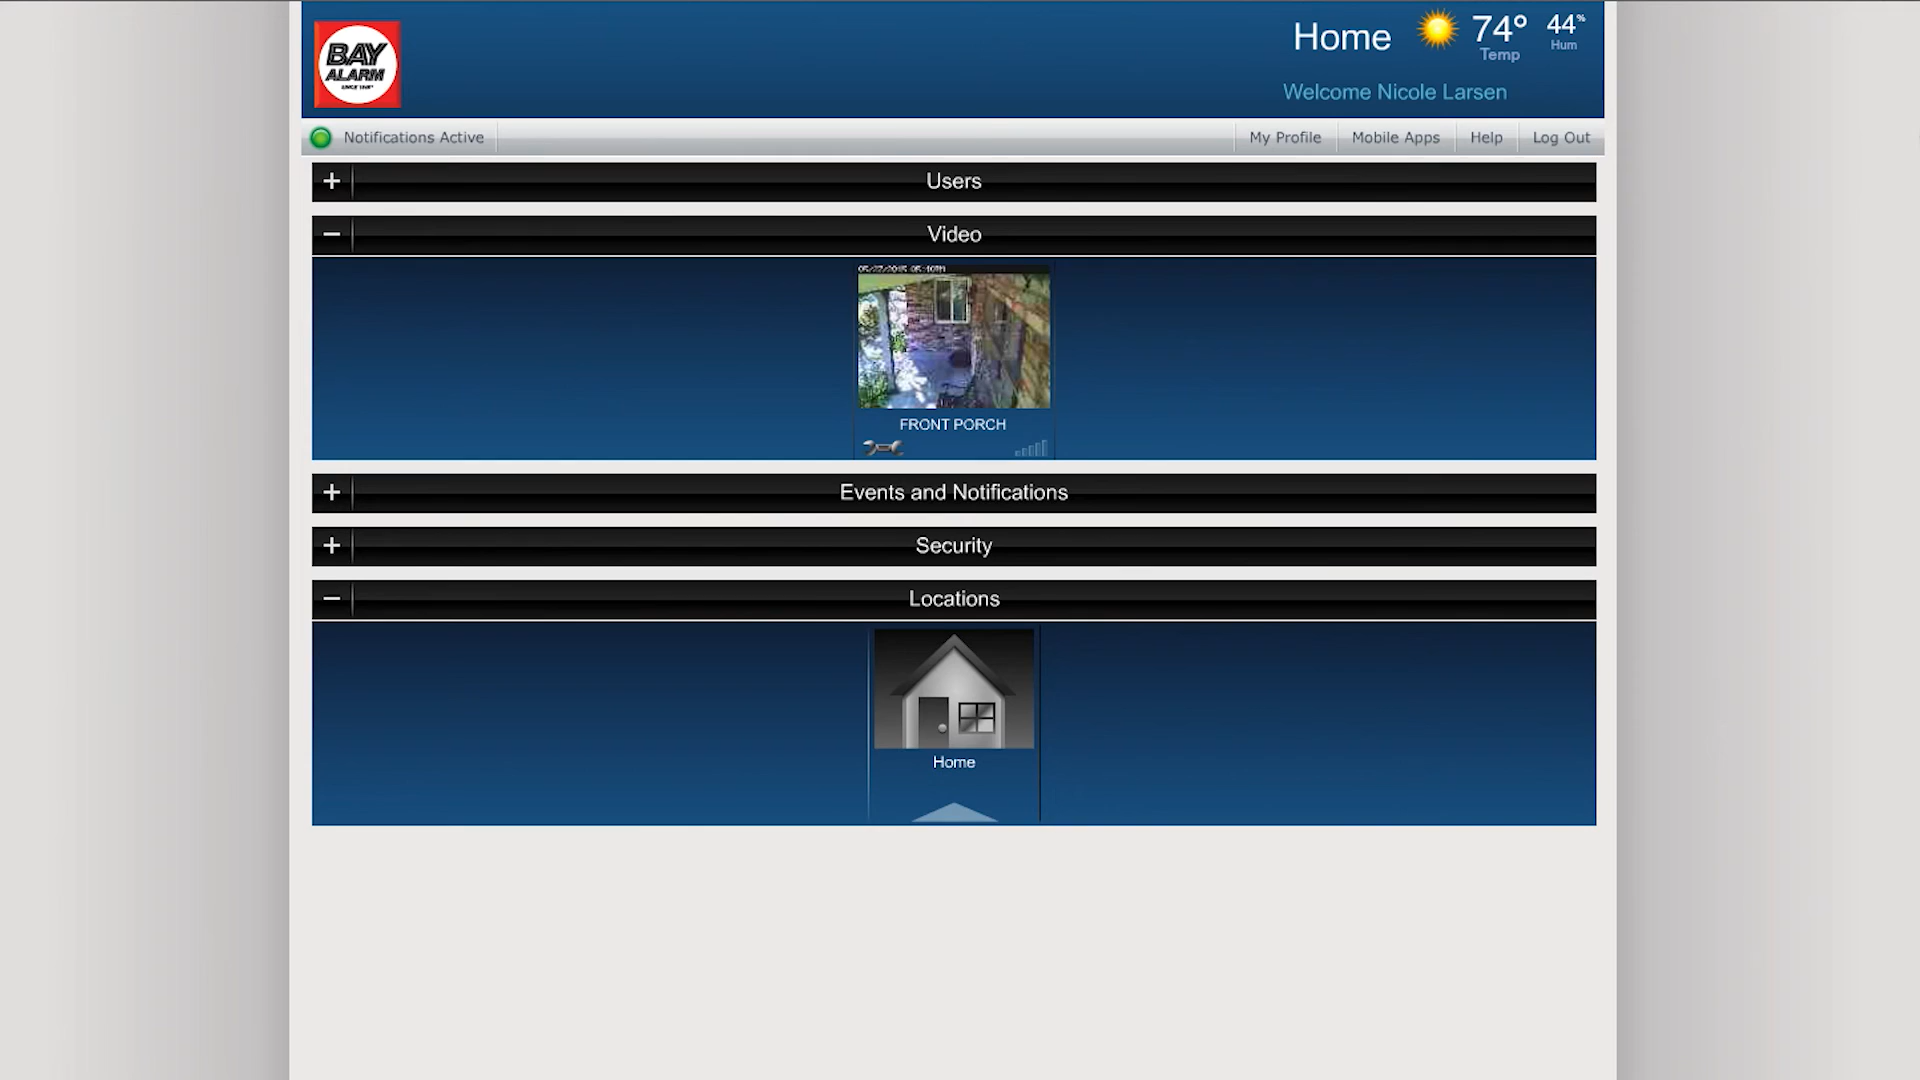 BAY
ALARM
Home
74°
Temp
44%
Hum
Welcome Nicole Larsen
Notifications Active
My Profile
Mobile Apps
Help
Log Out
+
Users
−
Video
FRONT PORCH
+
Events and Notifications
+
Security
−
Locations
Home